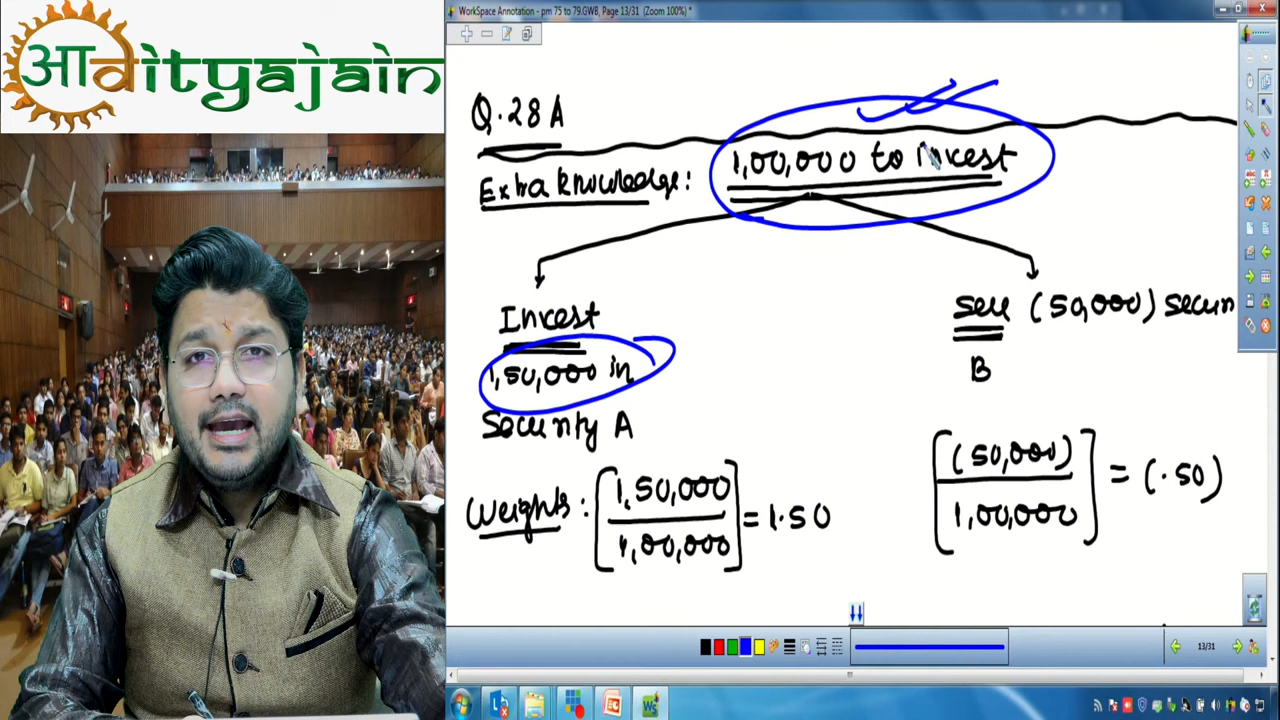 आdityajain
WorkSpace Annotation - pm 75 to 79.GWB, Page 13/31 (Zoom 100%) *
Q.28 A
Extra knowledge: 1,00,000 to invest
Invest
1,50,000 in
Security A
Sell (50,000) Secur
B
Weights: [1,50,000 / 1,00,000] = 1.50
[(50,000) / 1,00,000] = (.50)
13/31